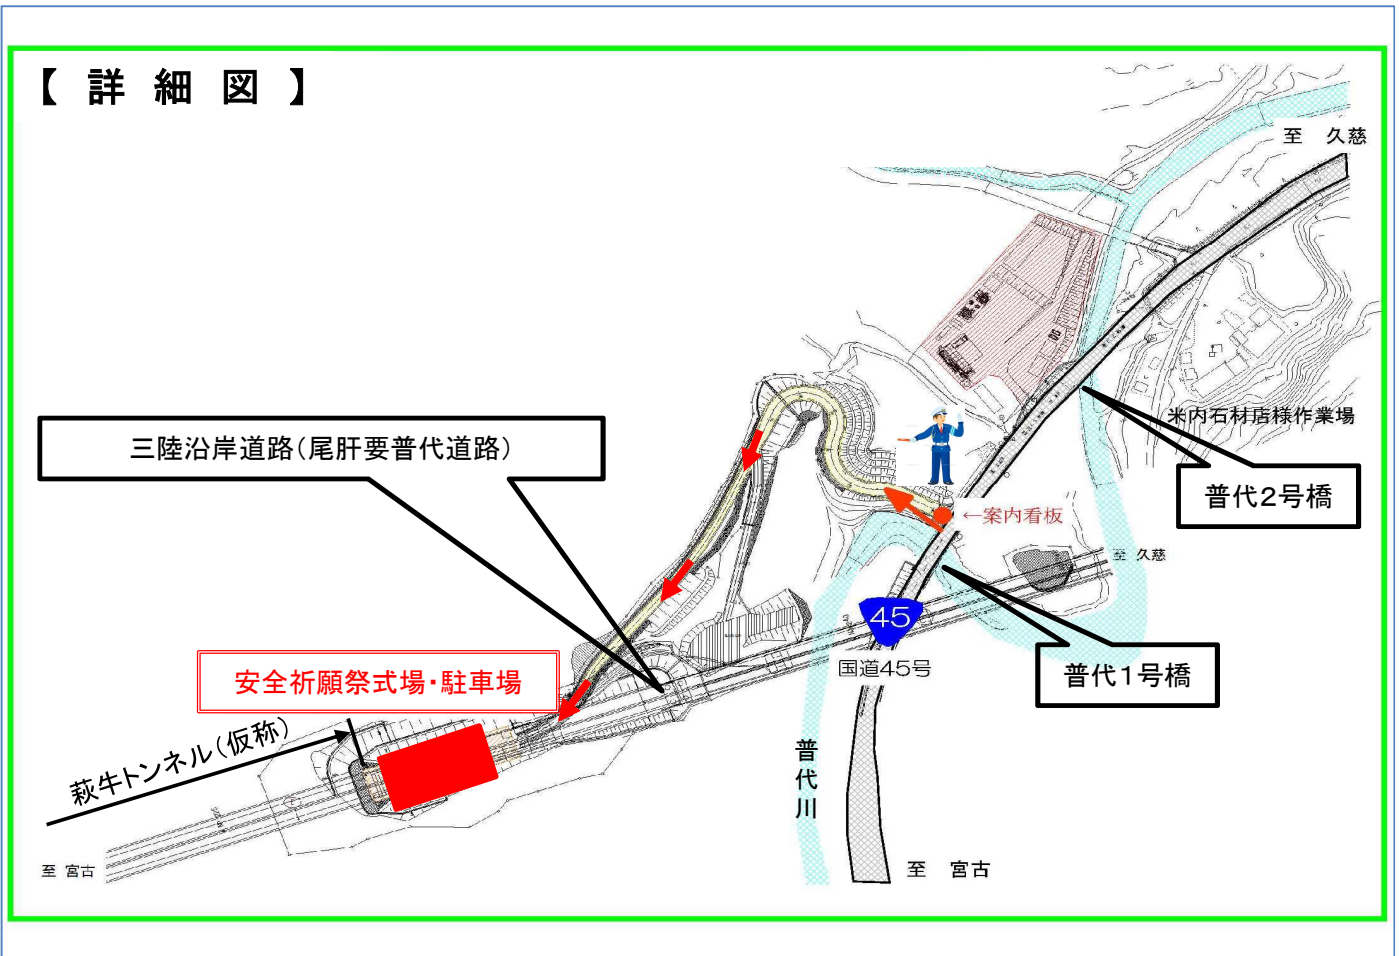 【 詳 細 図 】
至 久慈
三陸沿岸道路(尾肝要普代道路)
米内石材店様作業場
普代2号橋
←案内看板
至 久慈
45
国道45号
普代1号橋
安全祈願祭式場・駐車場
萩牛トンネル(仮称)
普代川
至 宮古
至 宮古